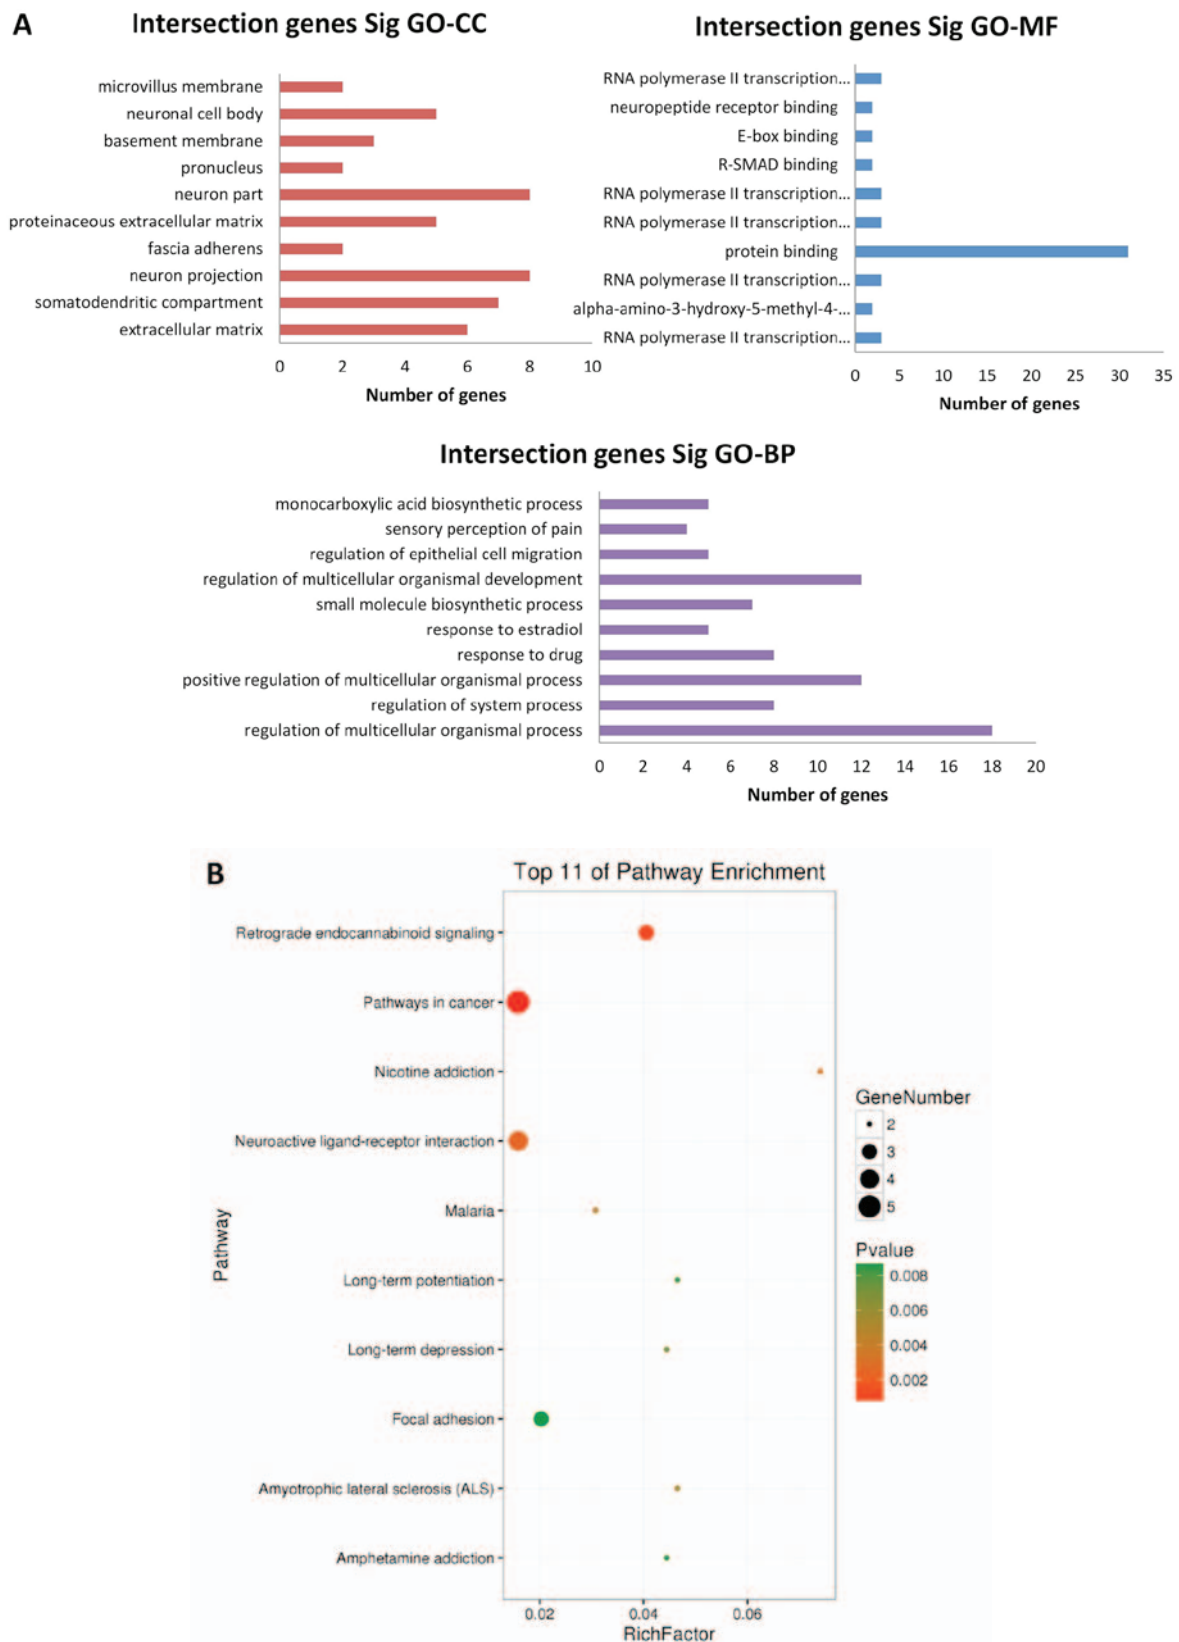 A
Intersection genes Sig GO-CC
microvillus membrane
neuronal cell body
basement membrane
pronucleus
neuron part
proteinaceous extracellular matrix
fascia adherens
neuron projection
somatodendritic compartment
extracellular matrix
0 2 4 6 8 10
Number of genes
Intersection genes Sig GO-MF
RNA polymerase II transcription...
neuropeptide receptor binding
E-box binding
R-SMAD binding
RNA polymerase II transcription...
RNA polymerase II transcription...
protein binding
RNA polymerase II transcription...
alpha-amino-3-hydroxy-5-methyl-4-...
RNA polymerase II transcription...
0 5 10 15 20 25 30 35
Number of genes
Intersection genes Sig GO-BP
monocarboxylic acid biosynthetic process
sensory perception of pain
regulation of epithelial cell migration
regulation of multicellular organismal development
small molecule biosynthetic process
response to estradiol
response to drug
positive regulation of multicellular organismal process
regulation of system process
regulation of multicellular organismal process
0 2 4 6 8 10 12 14 16 18 20
Number of genes
B
Top 11 of Pathway Enrichment
Pathway
Retrograde endocannabinoid signaling
Pathways in cancer
Nicotine addiction
Neuroactive ligand-receptor interaction
Malaria
Long-term potentiation
Long-term depression
Focal adhesion
Amyotrophic lateral sclerosis (ALS)
Amphetamine addiction
0.02 0.04 0.06
RichFactor
GeneNumber
2
3
4
5
Pvalue
0.008
0.006
0.004
0.002